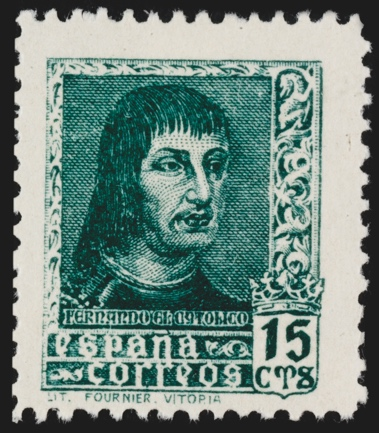 FERNANDO EL CATOLICO
españa
correos
15
CTS
LIT. FOURNIER. VITORIA